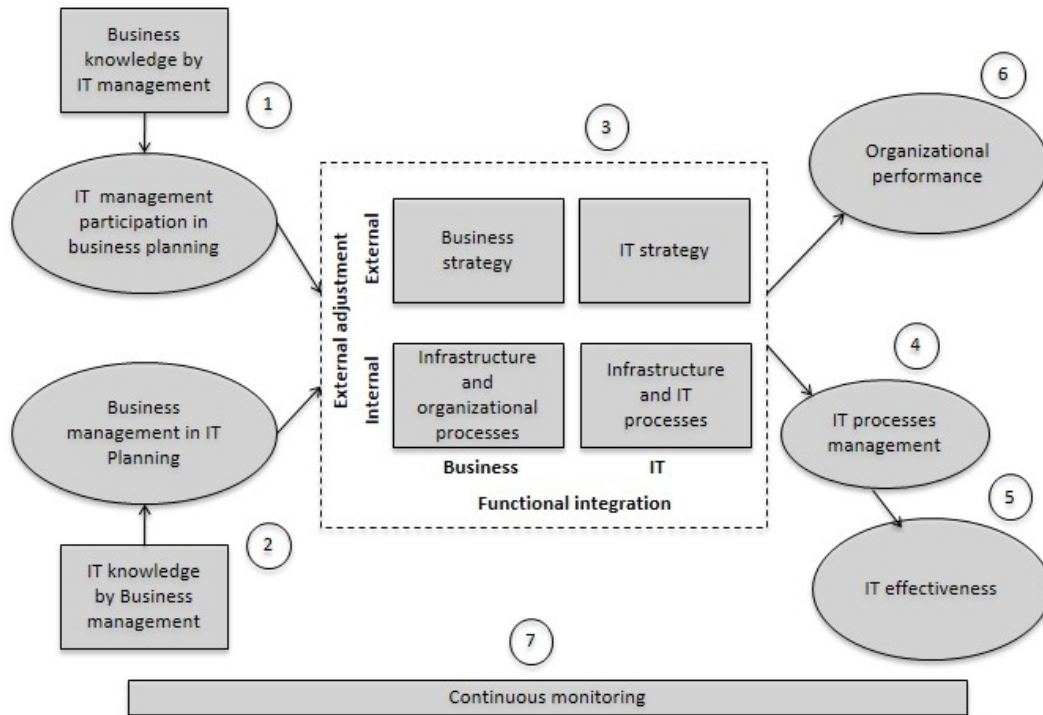 Business
knowledge by
IT management
1
IT management
participation in
business planning
Business
management in IT
Planning
2
IT knowledge
by Business
management
3
External adjustment
External
Internal
Business
strategy
IT strategy
Infrastructure
and
organizational
processes
Infrastructure
and IT
processes
Business
IT
Functional integration
6
Organizational
performance
4
IT processes
management
5
IT effectiveness
7
Continuous monitoring